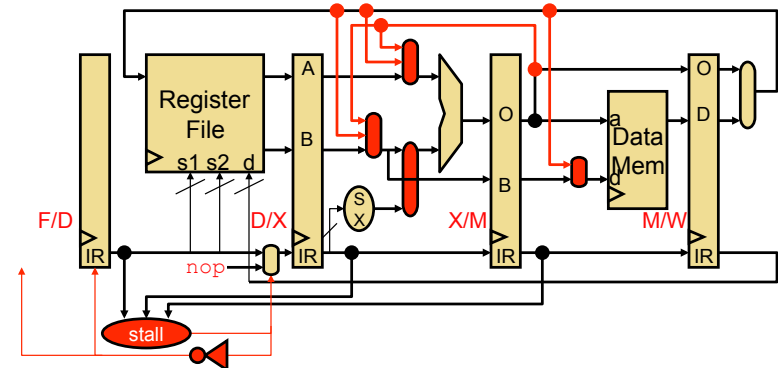 A
O
O
Register
File
B
O
a
Data
Mem
D
s1 s2 d
S
X
B
d
F/D
D/X
X/M
M/W
IR
IR
IR
IR
nop
stall